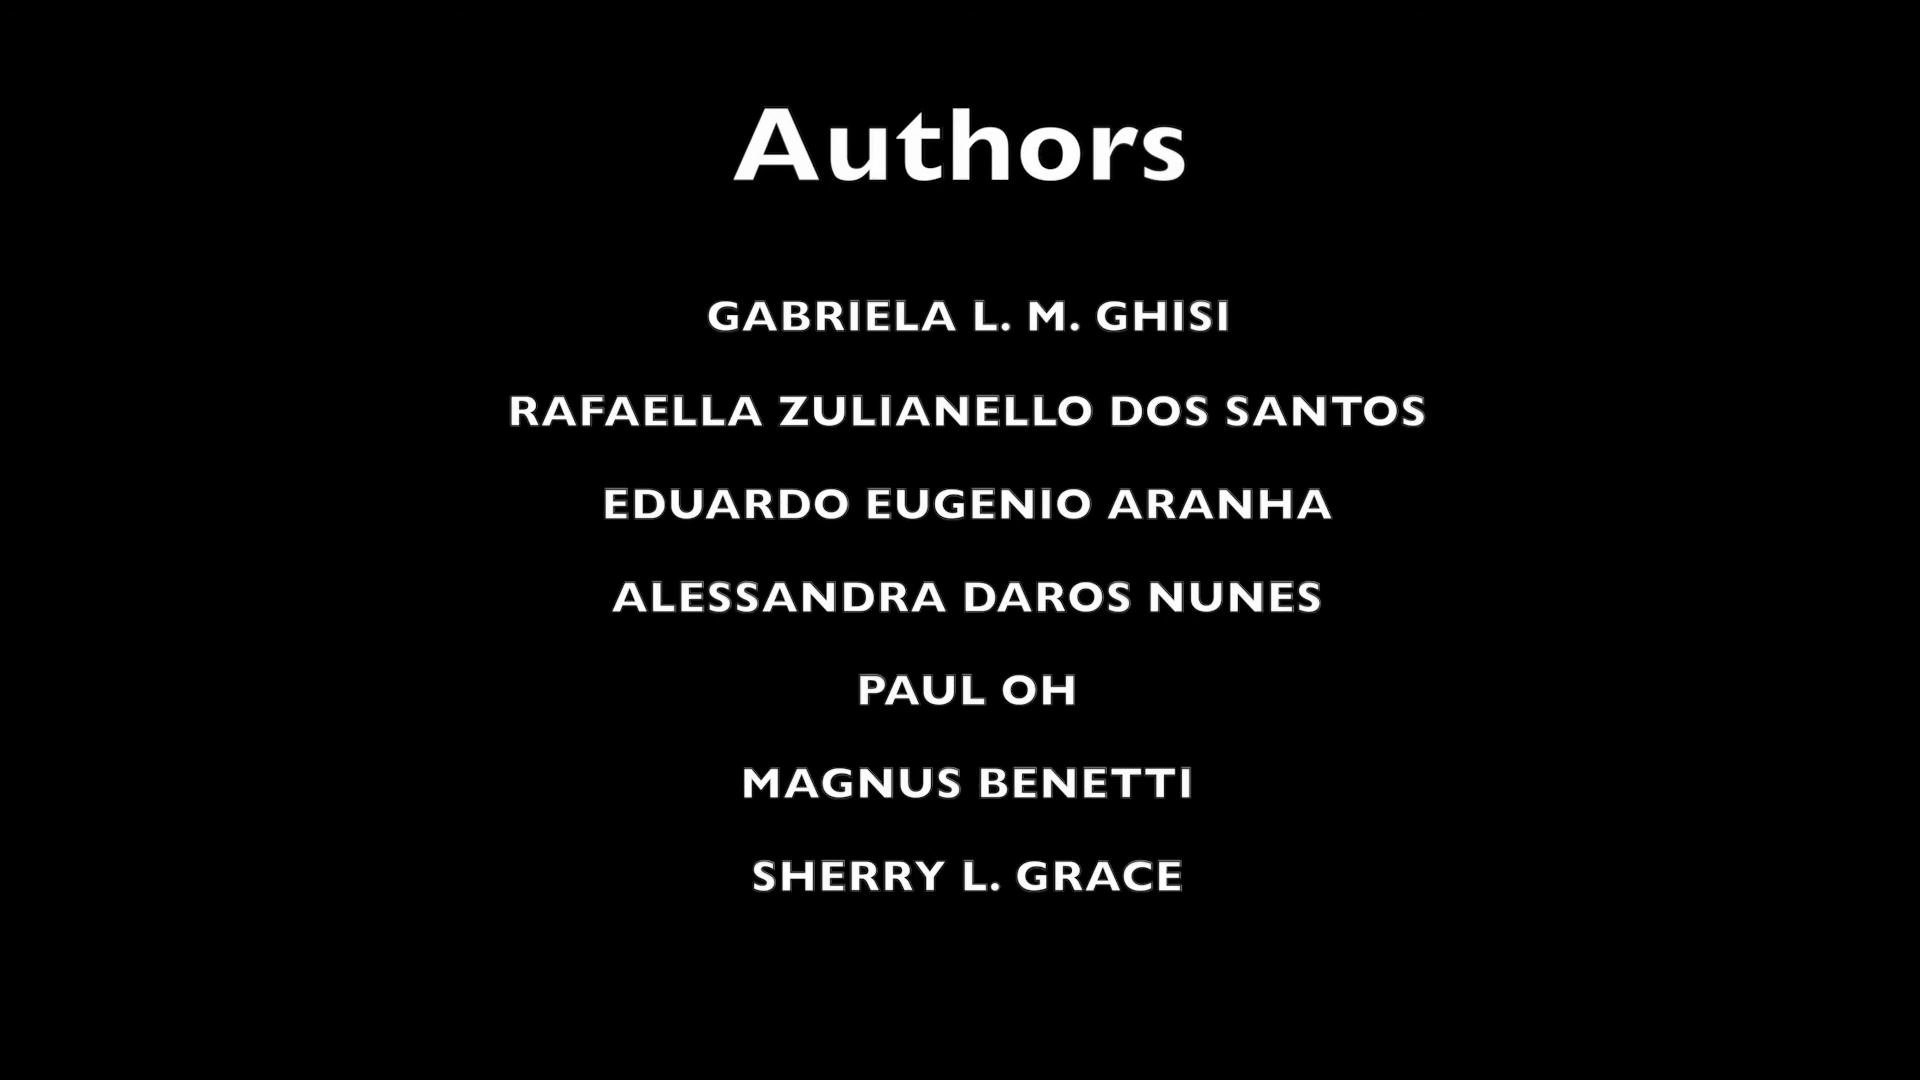 Authors
GABRIELA L. M. GHISI
RAFAELLA ZULIANELLO DOS SANTOS
EDUARDO EUGENIO ARANHA
ALESSANDRA DAROS NUNES
PAUL OH
MAGNUS BENETTI
SHERRY L. GRACE